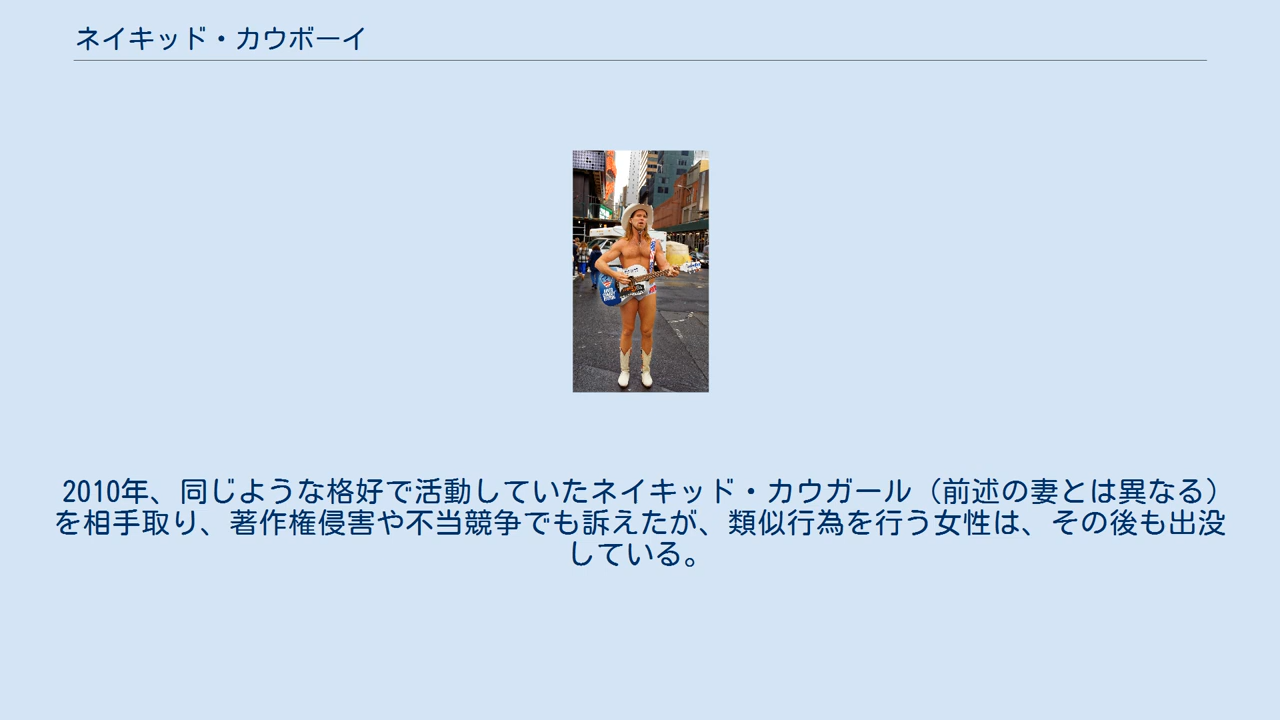 ネイキッド・カウボーイ
2010年、同じような格好で活動していたネイキッド・カウガール（前述の妻とは異なる）
を相手取り、著作権侵害や不当競争でも訴えたが、類似行為を行う女性は、その後も出没
している。